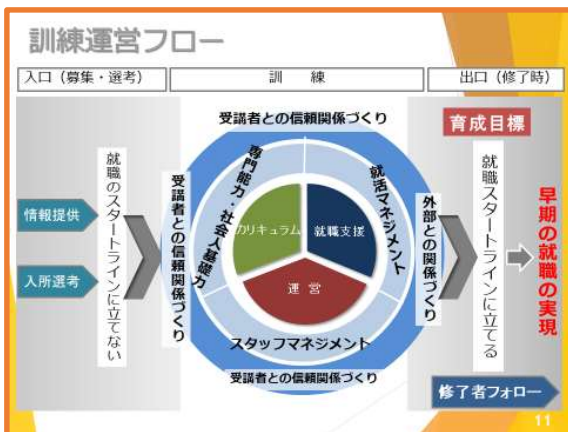 訓練運営フロー
入口（募集・選考）
訓　練
出口（修了時）
受講者との信頼関係づくり
育成目標
情報提供
入所選考
就職のスタートラインに立てない
受講者との信頼関係づくり
専門能力・社会人基礎力
カリキュラム
就職支援
運営
就活マネジメント
外部との関係づくり
スタッフマネジメント
受講者との信頼関係づくり
就職スタートラインに立てる
早期の就職の実現
修了者フォロー
11